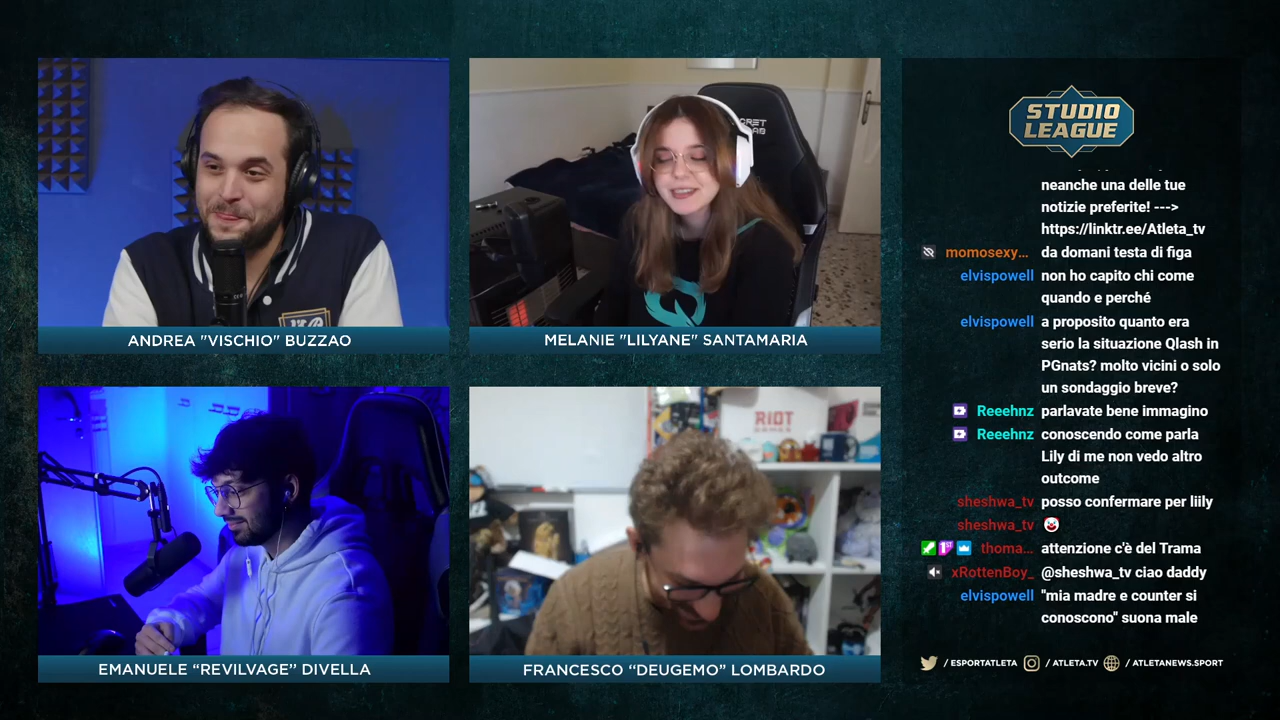 SECRET
LAB
ANDREA "VISCHIO" BUZZAO
MELANIE "LILYANE" SANTAMARIA
RIOT
GAMES
EMANUELE “REVILVAGE” DIVELLA
FRANCESCO “DEUGEMO” LOMBARDO
STUDIO
LEAGUE
neanche una delle tue
notizie preferite! --->
https://linktr.ee/Atleta_tv
momosexy... da domani testa di figa
elvispowell non ho capito chi come
quando e perché
elvispowell a proposito quanto era
serio la situazione Qlash in
PGnats? molto vicini o solo
un sondaggio breve?
Reeehnz parlavate bene immagino
Reeehnz conoscendo come parla
Lily di me non vedo altro
outcome
sheshwa_tv posso confermare per liily
sheshwa_tv 🤡
1ST thoma... attenzione c'è del Trama
xRottenBoy_ @sheshwa_tv ciao daddy
elvispowell "mia madre e counter si
conoscono" suona male
/ ESPORTATLETA / ATLETA.TV / ATLETANEWS.SPORT